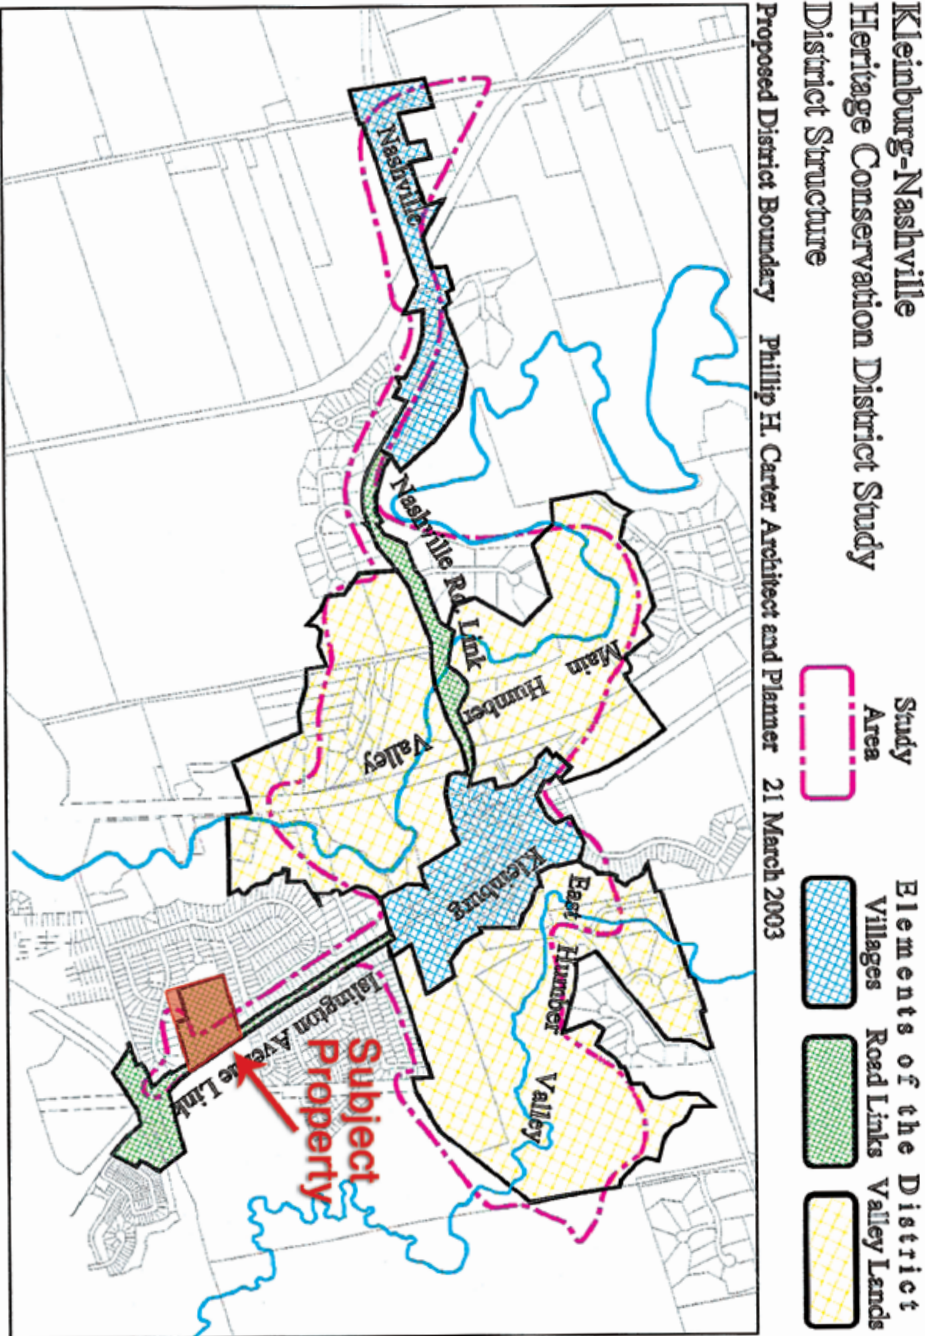 Kleinburg-Nashville
Heritage Conservation District Study
District Structure
Proposed District Boundary Phillip H. Carter Architect and Planner 21 March 2003
Study
Area
Elements of the District
Villages
Road Links
Valley Lands
Nashville
Nashville Rd. Link
Main
Humber
Valley
Kleinburg
East
Humber
Valley
Islington Avenue Link
Subject
Property